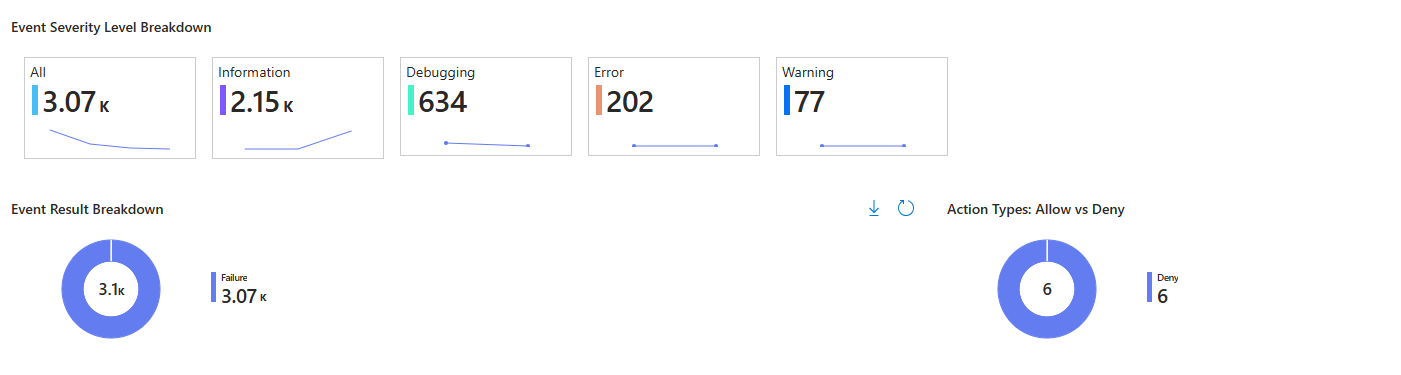 Event Severity Level Breakdown
All
3.07 K
Information
2.15 K
Debugging
634
Error
202
Warning
77
Event Result Breakdown
3.1K
Failure
3.07 K
Action Types: Allow vs Deny
6
Deny
6